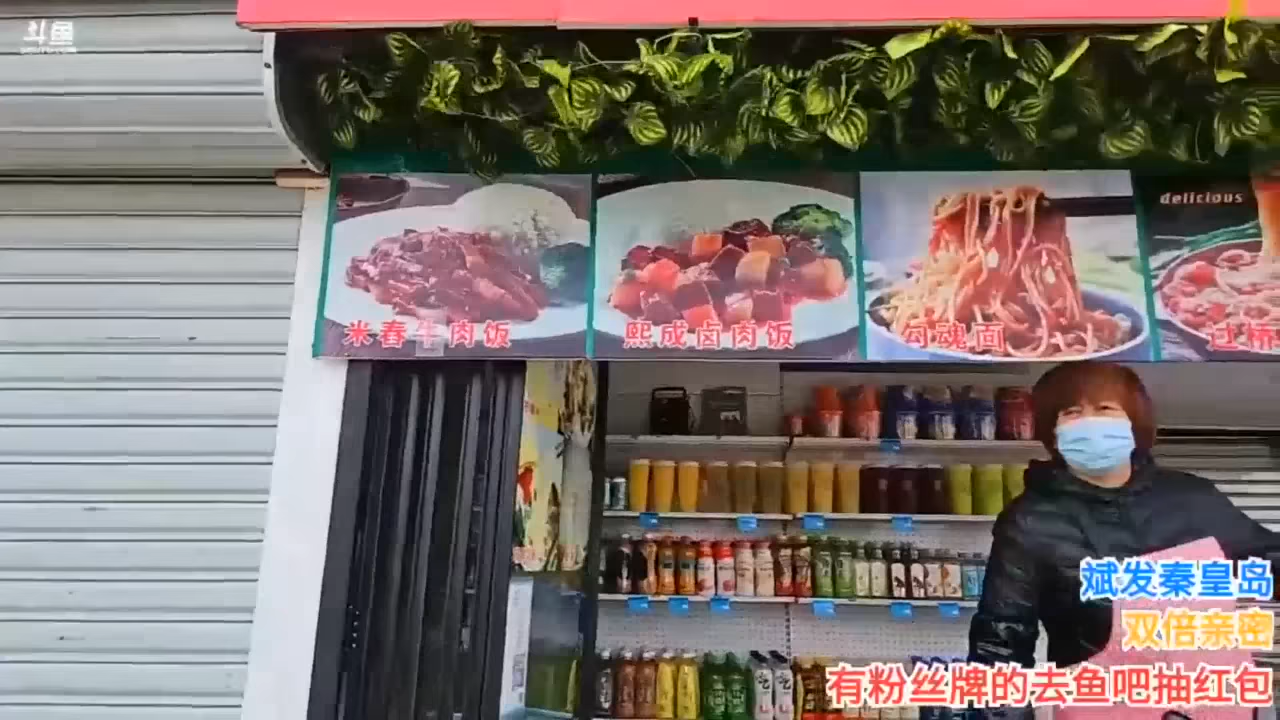 斗鱼
delicious
米春牛肉饭
熙成卤肉饭
勾魂面
过桥
斌发秦皇岛
双倍亲密
有粉丝牌的去鱼吧抽红包